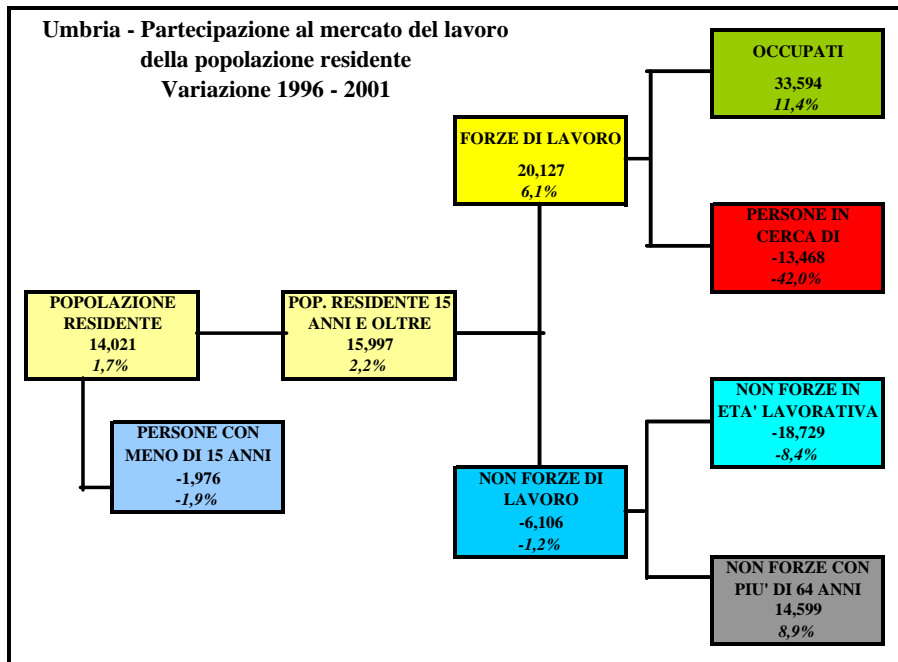 Umbria - Partecipazione al mercato del lavoro
della popolazione residente
Variazione 1996 - 2001
OCCUPATI
33,594
11,4%
FORZE DI LAVORO
20,127
6,1%
PERSONE IN
CERCA DI
-13,468
-42,0%
POPOLAZIONE
RESIDENTE
14,021
1,7%
POP. RESIDENTE 15
ANNI E OLTRE
15,997
2,2%
PERSONE CON
MENO DI 15 ANNI
-1,976
-1,9%
NON FORZE DI
LAVORO
-6,106
-1,2%
NON FORZE IN
ETA' LAVORATIVA
-18,729
-8,4%
NON FORZE CON
PIU' DI 64 ANNI
14,599
8,9%